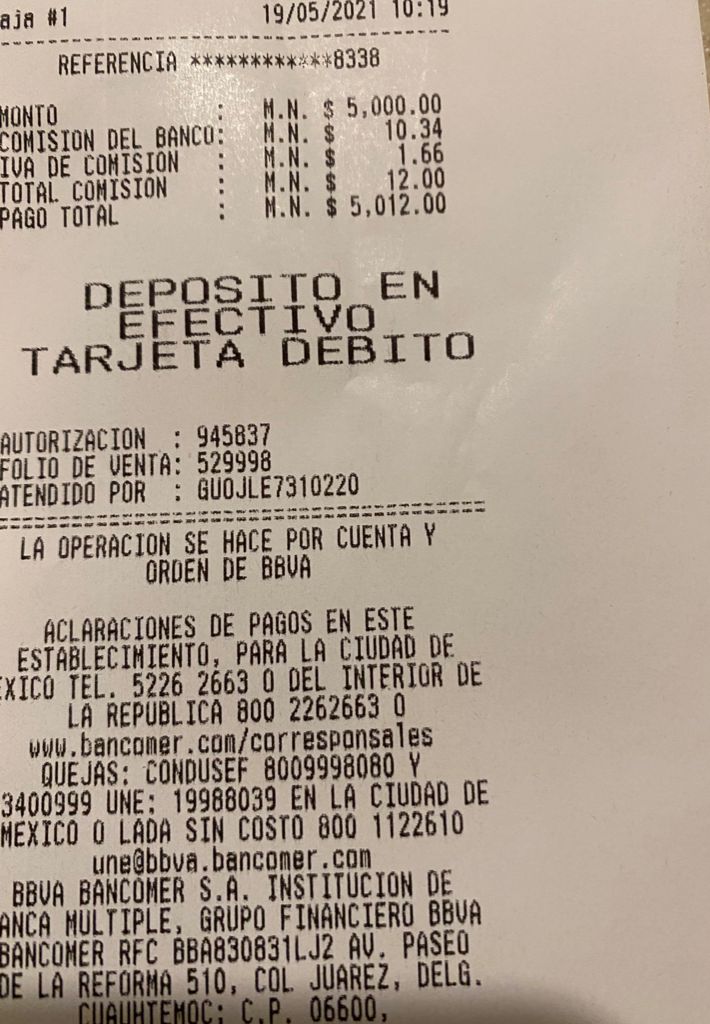 aja #1 19/05/2021 10:19
REFERENCIA ************8338
MONTO : M.N. $ 5,000.00
COMISION DEL BANCO: M.N. $ 10.34
IVA DE COMISION : M.N. $ 1.66
TOTAL COMISION : M.N. $ 12.00
PAGO TOTAL : M.N. $ 5,012.00
DEPOSITO EN
EFECTIVO
TARJETA DEBITO
AUTORIZACION : 945837
FOLIO DE VENTA: 529998
ATENDIDO POR : GUOJLE7310220
LA OPERACION SE HACE POR CUENTA Y
ORDEN DE BBVA
ACLARACIONES DE PAGOS EN ESTE
ESTABLECIMIENTO, PARA LA CIUDAD DE
EXICO TEL. 5226 2663 O DEL INTERIOR DE
LA REPUBLICA 800 2262663 O
www.bancomer.com/corresponsales
QUEJAS: CONDUSEF 8009998080 Y
3400999 UNE: 19988039 EN LA CIUDAD DE
MEXICO O LADA SIN COSTO 800 1122610
une@bbva.bancomer.com
BBVA BANCOMER S.A. INSTITUCION DE
ANCA MULTIPLE, GRUPO FINANCIERO BBVA
BANCOMER RFC BBA830831LJ2 AV. PASEO
DE LA REFORMA 510, COL JUAREZ, DELG.
CUAUHTEMOC; C.P. 06600,